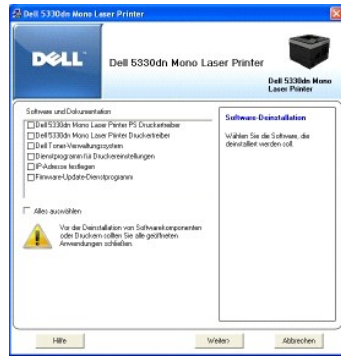 Dell 5330dn Mono Laser Printer
DELL
Dell 5330dn Mono Laser Printer
Dell 5330dn Mono
Laser Printer
Software und Dokumentation
Dell 5330dn Mono Laser Printer PS Druckertreiber
Dell 5330dn Mono Laser Printer Druckertreiber
Dell Toner-Verwaltungssystem
Dienstprogramm für Druckereinstellungen
IP-Adresse festlegen
Firmware-Update-Dienstprogramm
Alles auswählen
Vor der Deinstallation von Softwarekomponenten
oder Druckern sollten Sie alle geöffneten
Anwendungen schließen.
Software-Deinstallation
Wählen Sie die Software, die
deinstalliert werden soll.
Hilfe
Weiter>
Abbrechen